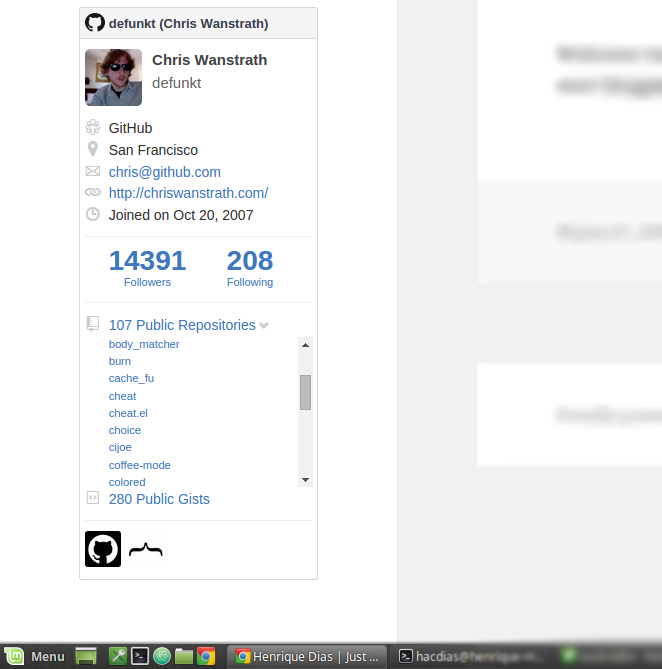 defunkt (Chris Wanstrath)
Chris Wanstrath
defunkt
GitHub
San Francisco
chris@github.com
http://chriswanstrath.com/
Joined on Oct 20, 2007
14391 208
Followers Following
107 Public Repositories
body_matcher
burn
cache_fu
cheat
cheat.el
choice
cijoe
coffee-mode
colored
280 Public Gists
Menu
Henrique Dias | Just ...
hacdias@henrique